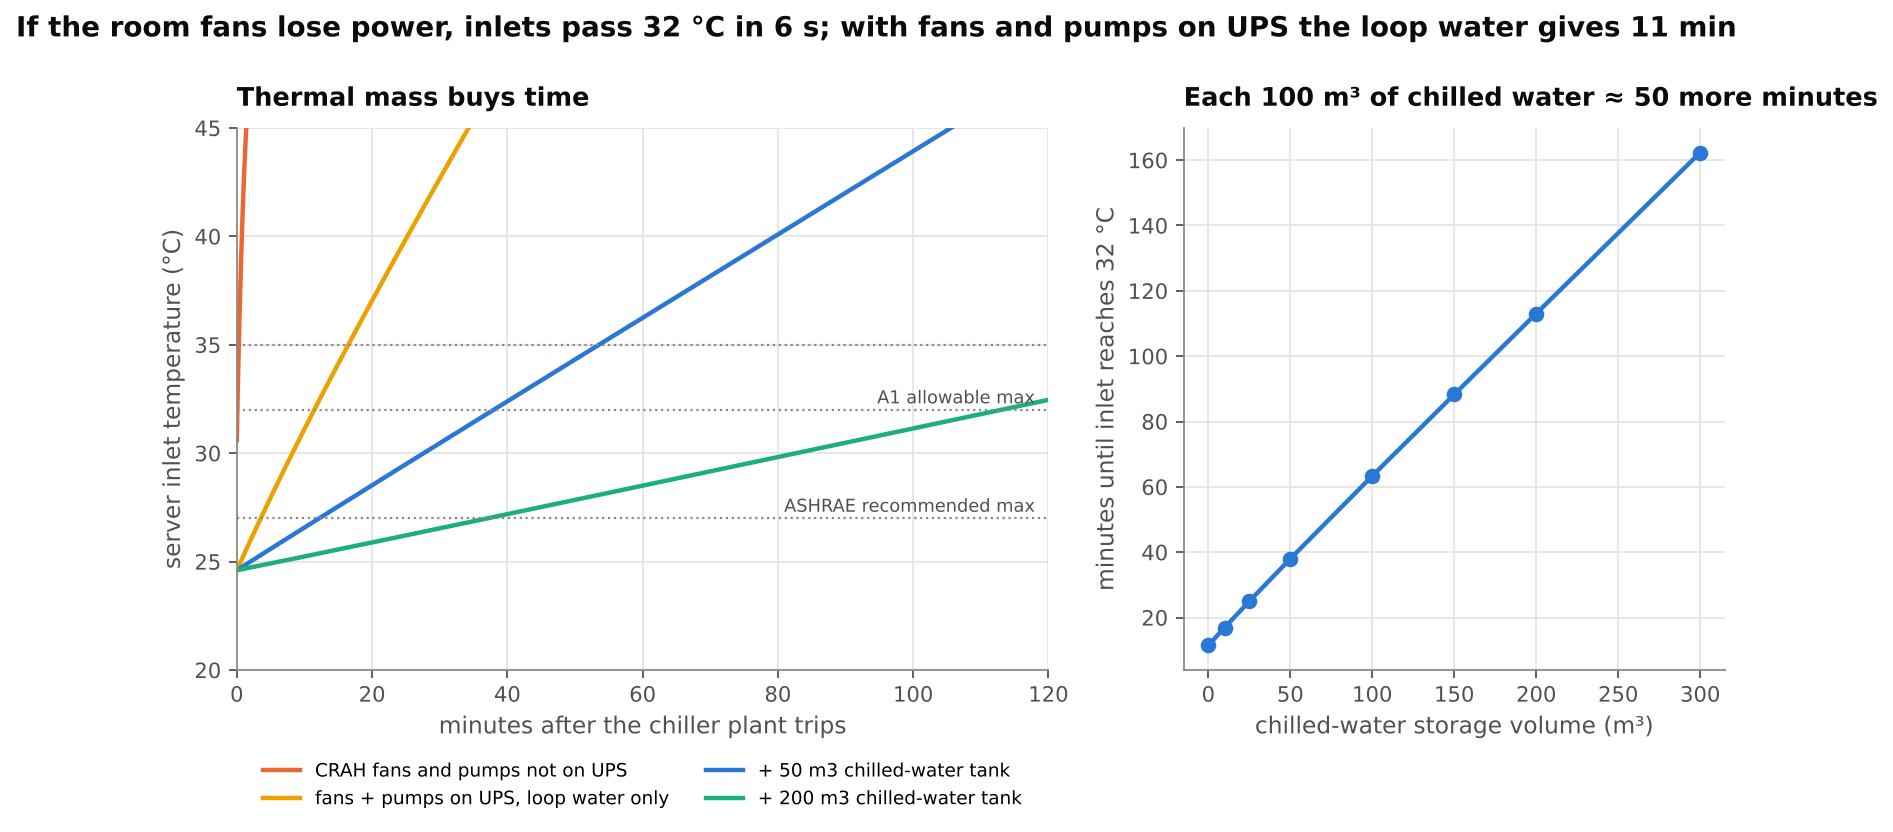 If the room fans lose power, inlets pass 32 °C in 6 s; with fans and pumps on UPS the loop water gives 11 min
Thermal mass buys time
45
40
35
30
25
20
server inlet temperature (°C)
A1 allowable max
ASHRAE recommended max
0 20 40 60 80 100 120
minutes after the chiller plant trips
CRAH fans and pumps not on UPS
fans + pumps on UPS, loop water only
+ 50 m3 chilled-water tank
+ 200 m3 chilled-water tank
Each 100 m³ of chilled water ≈ 50 more minutes
160
140
120
100
80
60
40
20
minutes until inlet reaches 32 °C
0 50 100 150 200 250 300
chilled-water storage volume (m³)